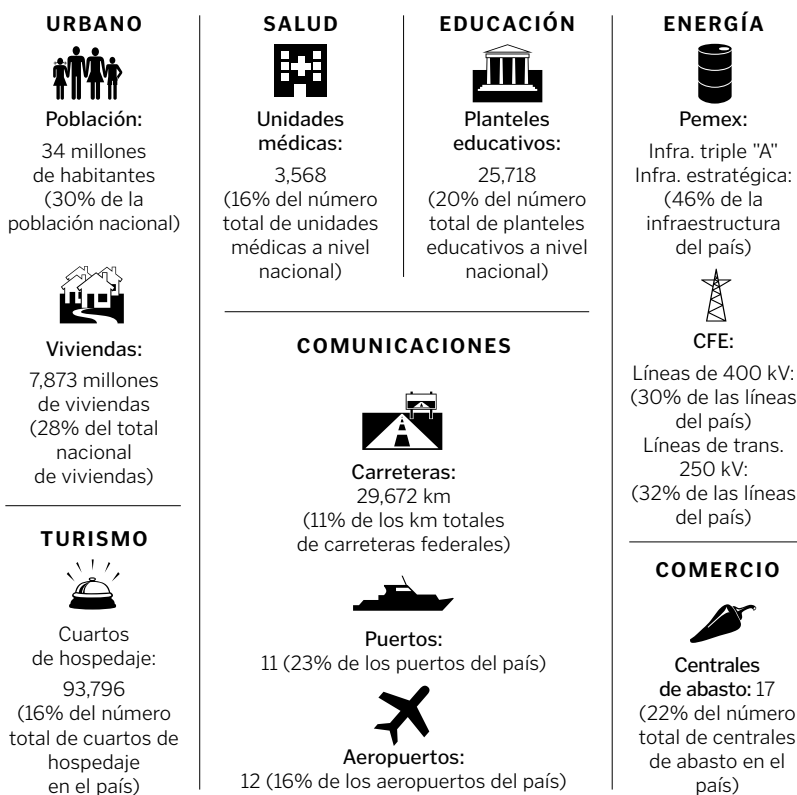 URBANO
Población:
34 millones
de habitantes
(30% de la
población nacional)
Viviendas:
7,873 millones
de viviendas
(28% del total
nacional
de viviendas)
TURISMO
Cuartos
de hospedaje:
93,796
(16% del número
total de cuartos de
hospedaje
en el país)
SALUD
Unidades
médicas:
3,568
(16% del número
total de unidades
médicas a nivel
nacional)
EDUCACIÓN
Planteles
educativos:
25,718
(20% del número
total de planteles
educativos a nivel
nacional)
COMUNICACIONES
Carreteras:
29,672 km
(11% de los km totales
de carreteras federales)
Puertos:
11 (23% de los puertos del país)
Aeropuertos:
12 (16% de los aeropuertos del país)
ENERGÍA
Pemex:
Infra. triple "A"
Infra. estratégica:
(46% de la
infraestructura
del país)
CFE:
Líneas de 400 kV:
(30% de las líneas
del país)
Líneas de trans.
250 kV:
(32% de las líneas
del país)
COMERCIO
Centrales
de abasto: 17
(22% del número
total de centrales
de abasto en el
país)